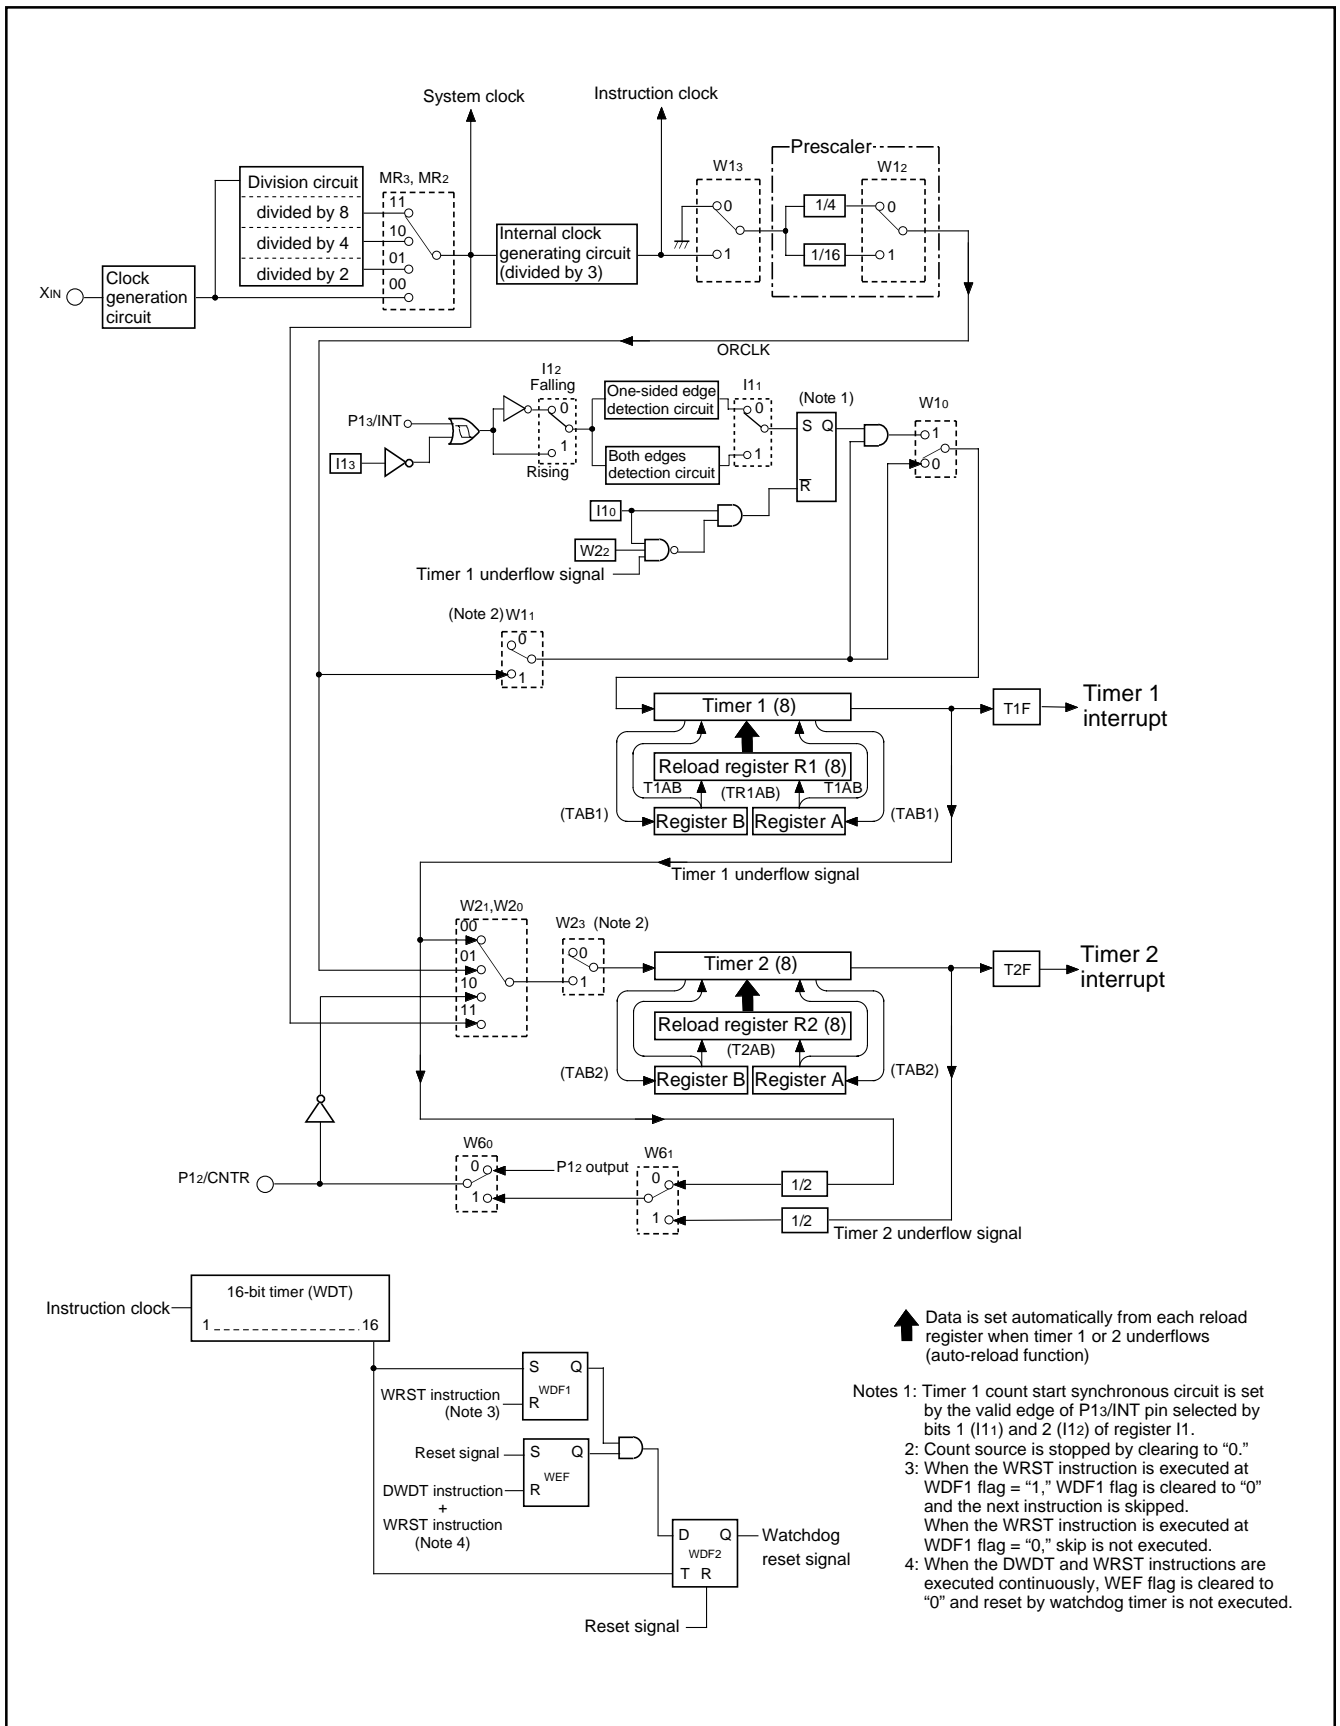 System clock
Instruction clock
Prescaler
W13
W12
Division circuit
divided by 8
divided by 4
divided by 2
MR3, MR2
11
10
01
00
Internal clock
generating circuit
(divided by 3)
0
1
1/4
1/16
0
1
XIN
Clock
generation
circuit
ORCLK
I12
Falling
0
1
Rising
One-sided edge
detection circuit
Both edges
detection circuit
I11
0
1
(Note 1)
S Q
R
W10
1
0
P13/INT
I13
I10
W22
Timer 1 underflow signal
(Note 2) W11
0
1
Timer 1 (8)
T1F
Timer 1
interrupt
Reload register R1 (8)
T1AB
(TR1AB)
T1AB
(TAB1)
Register B
Register A
(TAB1)
Timer 1 underflow signal
W21,W20
00
01
10
11
W23 (Note 2)
0
1
Timer 2 (8)
T2F
Timer 2
interrupt
Reload register R2 (8)
(T2AB)
(TAB2)
Register B
Register A
(TAB2)
P12/CNTR
W60
0
1
P12 output
W61
0
1
1/2
1/2
Timer 2 underflow signal
Instruction clock
16-bit timer (WDT)
1 16
S Q
WDF1
R
WRST instruction
(Note 3)
Reset signal
S Q
WEF
R
DWDT instruction
+
WRST instruction
(Note 4)
D Q
WDF2
T R
Watchdog
reset signal
Reset signal
Data is set automatically from each reload
register when timer 1 or 2 underflows
(auto-reload function)
Notes 1: Timer 1 count start synchronous circuit is set
by the valid edge of P13/INT pin selected by
bits 1 (I11) and 2 (I12) of register I1.
2: Count source is stopped by clearing to “0.”
3: When the WRST instruction is executed at
WDF1 flag = “1,” WDF1 flag is cleared to “0”
and the next instruction is skipped.
When the WRST instruction is executed at
WDF1 flag = “0,” skip is not executed.
4: When the DWDT and WRST instructions are
executed continuously, WEF flag is cleared to
“0” and reset by watchdog timer is not executed.